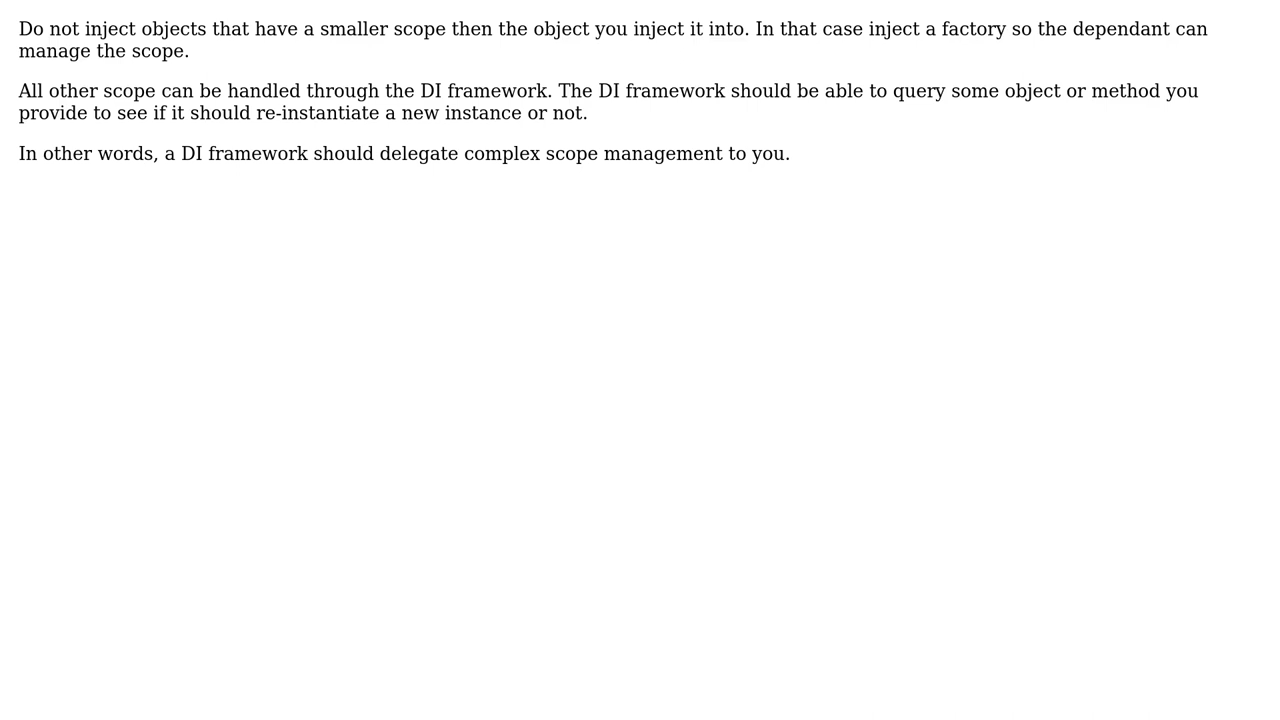 Do not inject objects that have a smaller scope then the object you inject it into. In that case inject a factory so the dependant can
manage the scope.
All other scope can be handled through the DI framework. The DI framework should be able to query some object or method you
provide to see if it should re-instantiate a new instance or not.
In other words, a DI framework should delegate complex scope management to you.